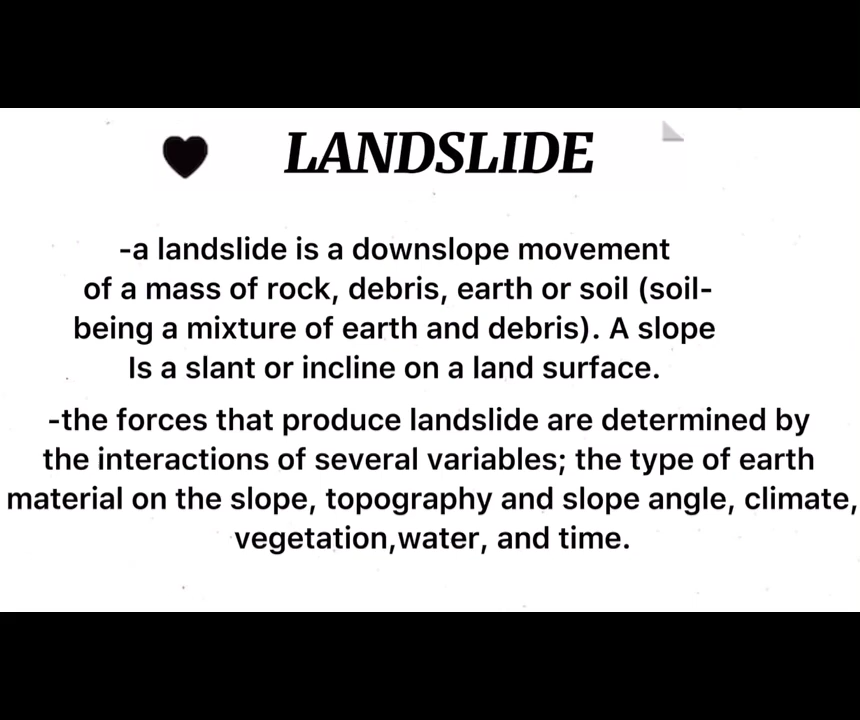 LANDSLIDE
-a landslide is a downslope movement
of a mass of rock, debris, earth or soil (soil-
being a mixture of earth and debris). A slope
Is a slant or incline on a land surface.
-the forces that produce landslide are determined by
the interactions of several variables; the type of earth
material on the slope, topography and slope angle, climate,
vegetation,water, and time.